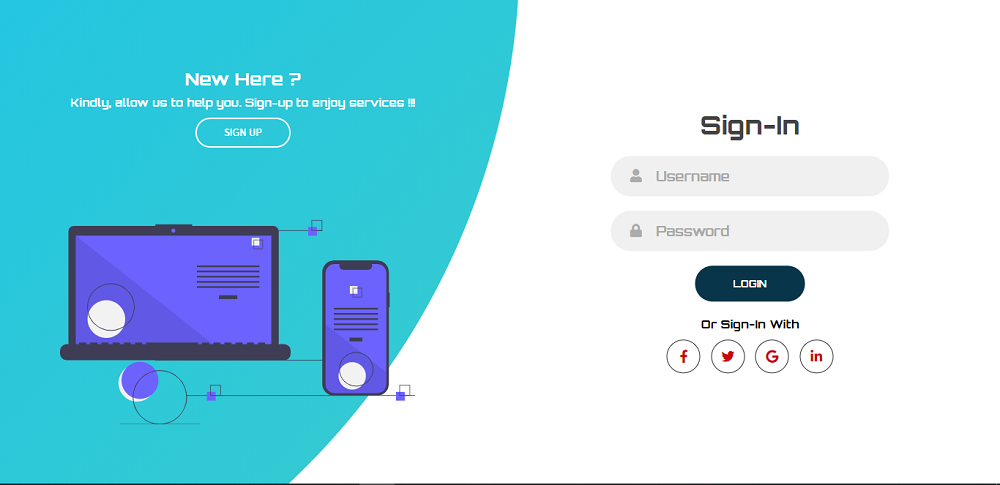 New Here ?
Kindly, allow us to help you. Sign-up to enjoy services !!!
SIGN UP
Sign-In
Username
Password
LOGIN
Or Sign-In With